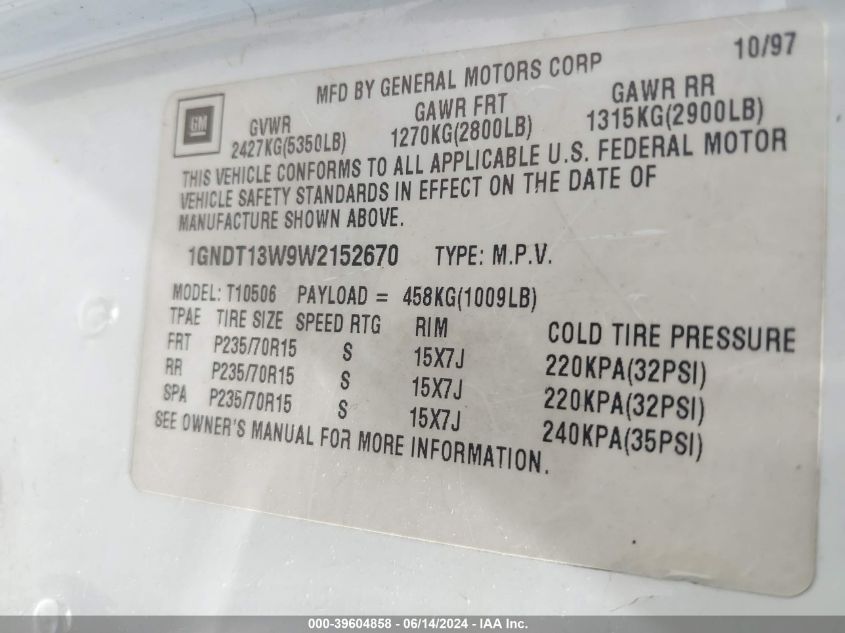 10/97
MFD BY GENERAL MOTORS CORP
GM
GVWR GAWR FRT GAWR RR
2427KG(5350LB) 1270KG(2800LB) 1315KG(2900LB)
THIS VEHICLE CONFORMS TO ALL APPLICABLE U.S. FEDERAL MOTOR
VEHICLE SAFETY STANDARDS IN EFFECT ON THE DATE OF
MANUFACTURE SHOWN ABOVE.
1GNDT13W9W2152670 TYPE: M.P.V.
MODEL: T10506 PAYLOAD = 458KG(1009LB)
TPAE TIRE SIZE SPEED RTG RIM COLD TIRE PRESSURE
FRT P235/70R15 S 15X7J 220KPA(32PSI)
RR P235/70R15 S 15X7J 220KPA(32PSI)
SPA P235/70R15 S 15X7J 240KPA(35PSI)
SEE OWNER'S MANUAL FOR MORE INFORMATION.
000-39604858 - 06/14/2024 - IAA Inc.